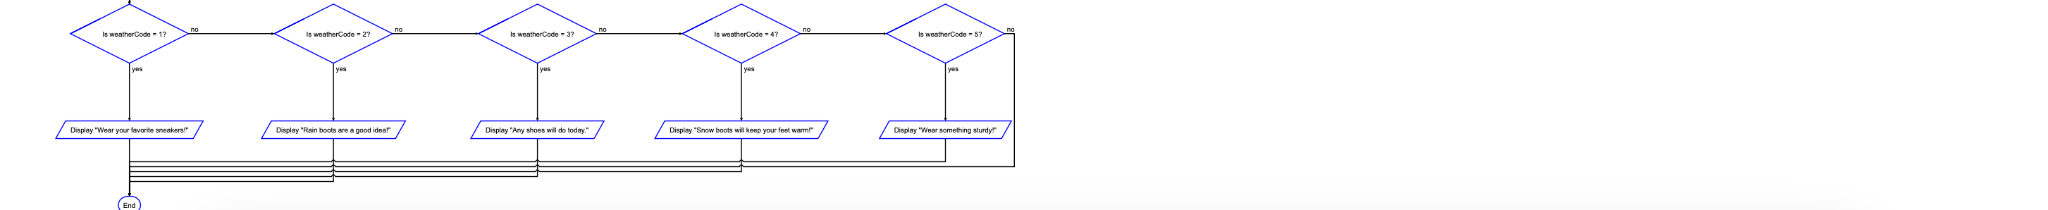 Is weatherCode = 1?
no
Is weatherCode = 2?
no
Is weatherCode = 3?
no
Is weatherCode = 4?
no
Is weatherCode = 5?
no
yes
yes
yes
yes
yes
Display "Wear your favorite sneakers!"
Display "Rain boots are a good idea!"
Display "Any shoes will do today."
Display "Snow boots will keep your feet warm!"
Display "Wear something sturdy!"
End